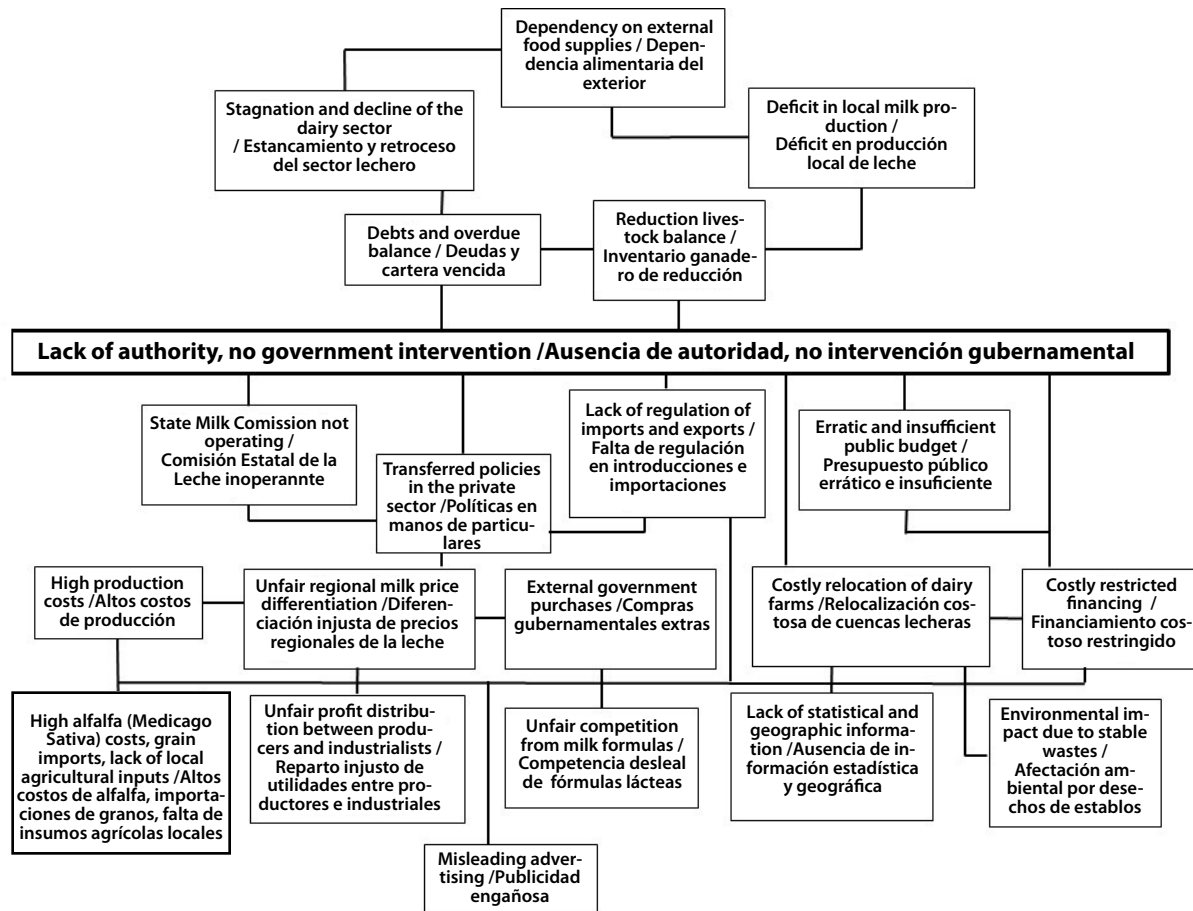 Dependency on external
food supplies / Depen-
dencia alimentaria del
exterior
Stagnation and decline of the
dairy sector
/ Estancamiento y retroceso
del sector lechero
Deficit in local milk pro-
duction /
Déficit en producción
local de leche
Debts and overdue
balance / Deudas y
cartera vencida
Reduction lives-
tock balance /
Inventario ganade-
ro de reducción
Lack of authority, no government intervention /Ausencia de autoridad, no intervención gubernamental
State Milk Comission not
operating /
Comisión Estatal de la
Leche inoperannte
Transferred policies
in the private
sector /Políticas en
manos de particu-
lares
Lack of regulation of
imports and exports /
Falta de regulación
en introducciones e
importaciones
Erratic and insufficient
public budget /
Presupuesto público
errático e insuficiente
High production
costs /Altos costos
de producción
Unfair regional milk price
differentiation /Diferen-
ciación injusta de precios
regionales de la leche
External government
purchases /Compras
gubernamentales extras
Costly relocation of dairy
farms /Relocalización cos-
tosa de cuencas lecheras
Costly restricted
financing /
Financiamiento cos-
toso restringido
High alfalfa (Medicago
Sativa) costs, grain
imports, lack of local
agricultural inputs /Altos
costos de alfalfa, importa-
ciones de granos, falta de
insumos agrícolas locales
Unfair profit distribu-
tion between produ-
cers and industrialists /
Reparto injusto de
utilidades entre pro-
ductores e industriales
Unfair competition
from milk formulas /
Competencia desleal
de fórmulas lácteas
Lack of statistical and
geographic information
information /Ausencia de in-
formación estadística
y geográfica
Environmental im-
pact due to stable
wastes /
Afectación am-
biental por dese-
chos de establos
Misleading adver-
tising /Publicidad
engañosa